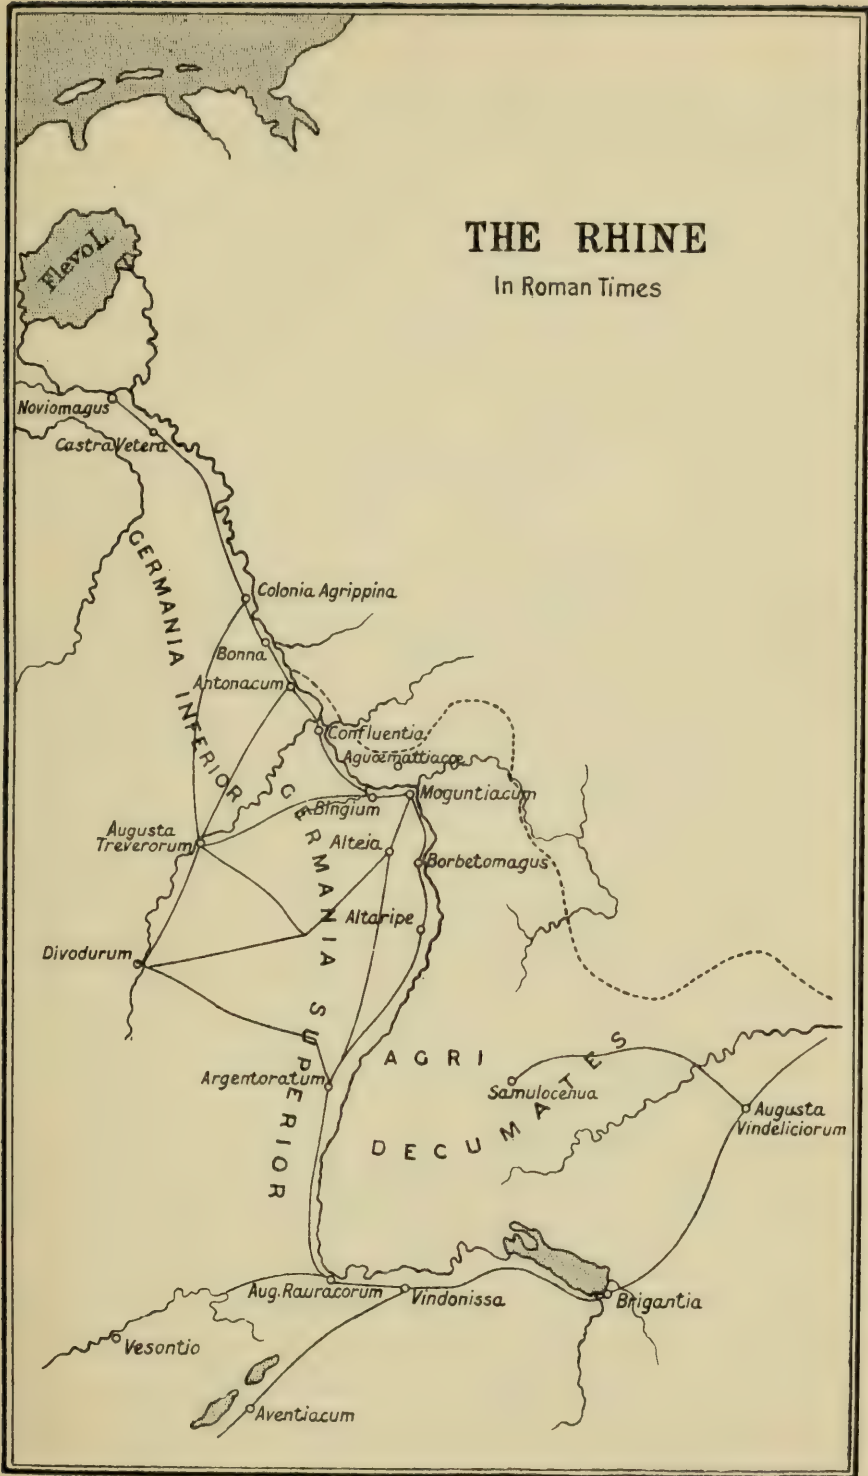 THE RHINE
In Roman Times
Flevo L.
Noviomagus
Castra Vetera
GERMANIA INFERIOR
Colonia Agrippina
Bonna
Antonacum
Confluentia
Aquaemattiacae
Moguntiacum
Bingium
GERMANIA SUPERIOR
Augusta
Treverorum
Alteia
Borbetomagus
Altaripe
Divodurum
AGRI
DECUMATES
Argentoratum
Samulocenua
Augusta
Vindeliciorum
Aug. Rauracorum
Vindonissa
Brigantia
Vesontio
Aventiacum